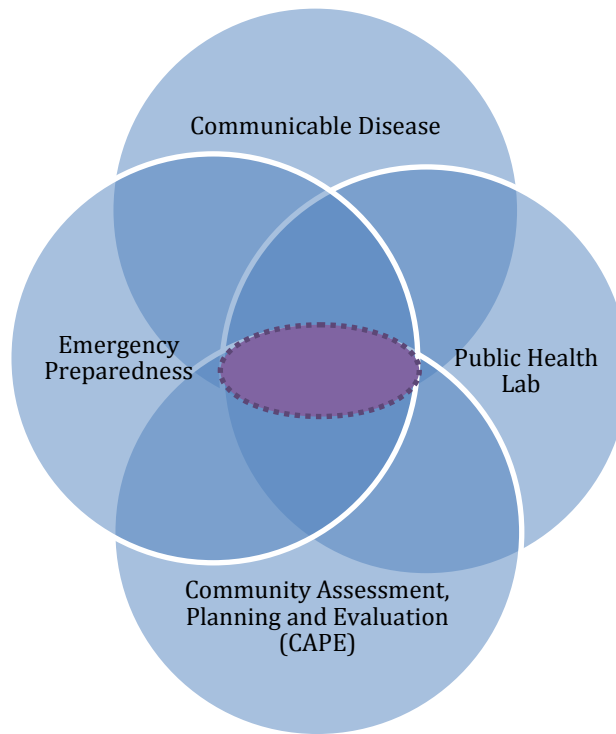 Communicable Disease
Emergency
Preparedness
Public Health
Lab
Community Assessment,
Planning and Evaluation
(CAPE)